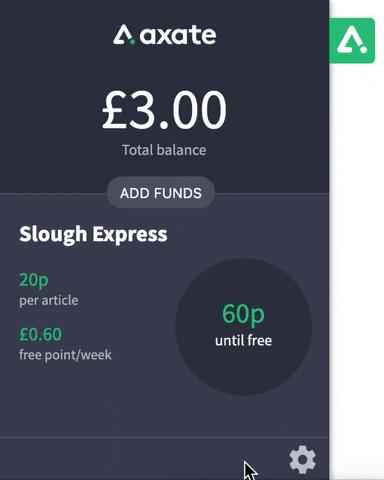 axate
£3.00
Total balance
ADD FUNDS
Slough Express
20p
per article
£0.60
free point/week
60p
until free